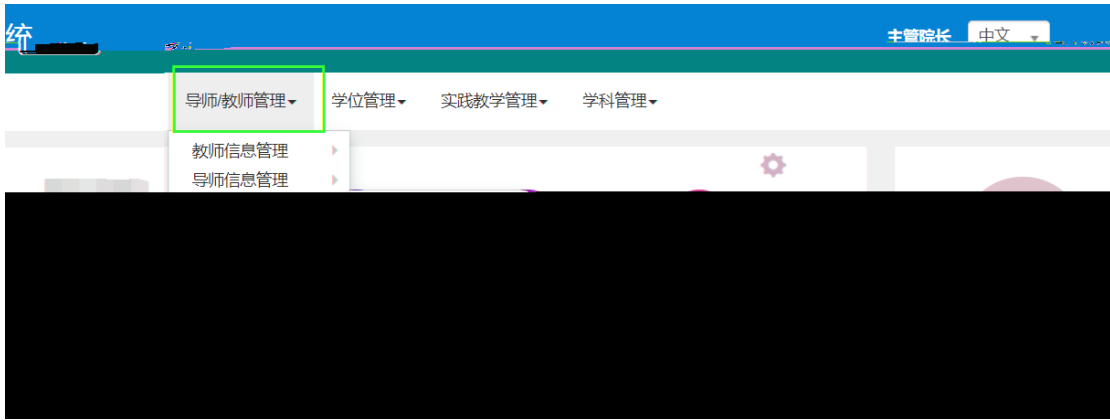 统
主管院长 中文
导师/教师管理 学位管理 实践教学管理 学科管理
教师信息管理
导师信息管理